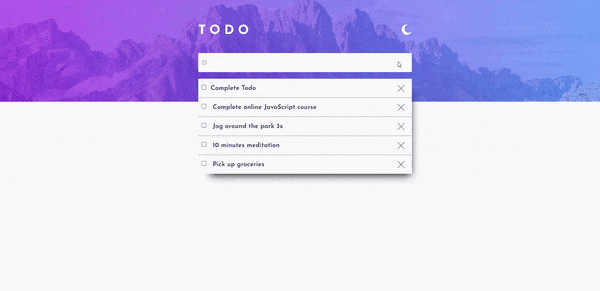 TODO
Complete Todo
Complete online JavaScript course
Jog around the park 3x
10 minutes meditation
Pick up groceries